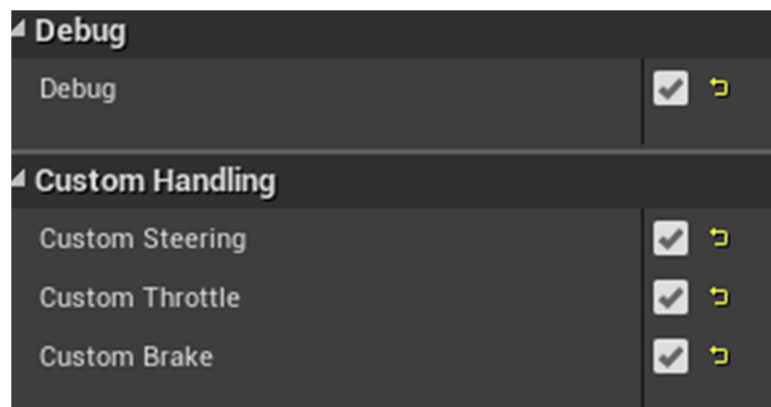 Debug
Debug
Custom Handling
Custom Steering
Custom Throttle
Custom Brake